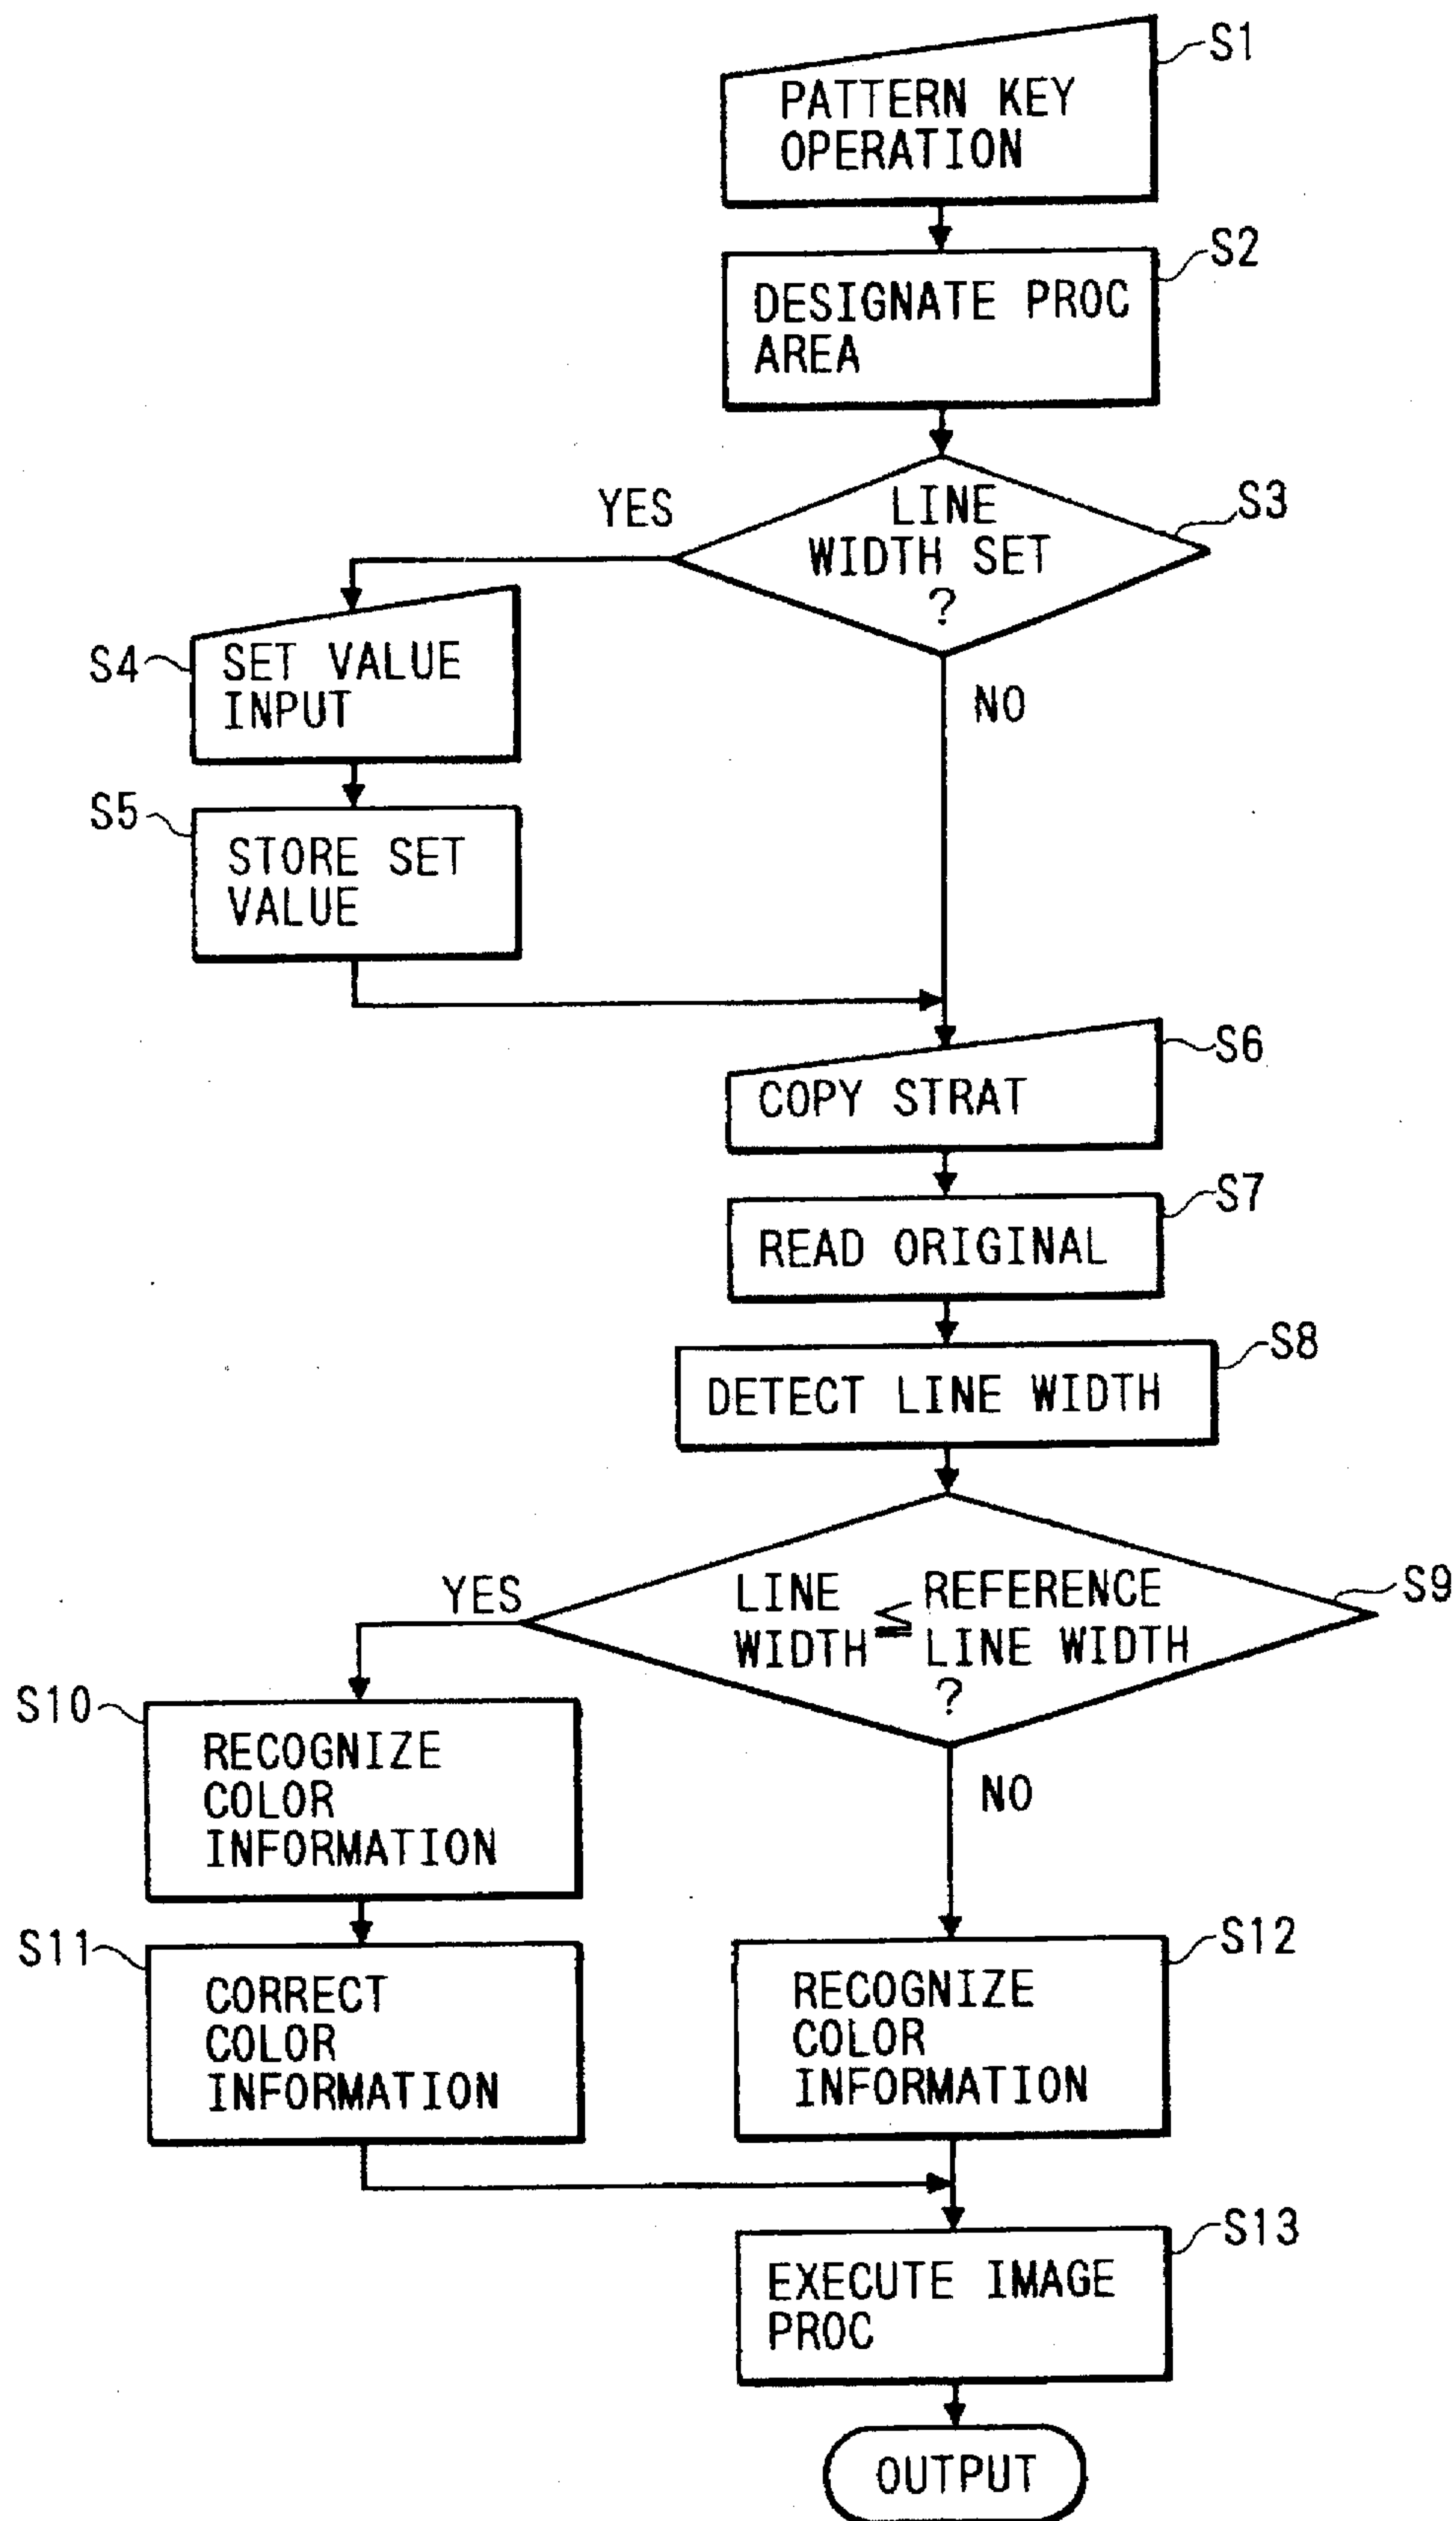 S1
PATTERN KEY
OPERATION
S2
DESIGNATE PROC
AREA
S3
YES
LINE
WIDTH SET
?
NO
S4
SET VALUE
INPUT
S5
STORE SET
VALUE
S6
COPY STRAT
S7
READ ORIGINAL
S8
DETECT LINE WIDTH
S9
YES
LINE WIDTH ≦ REFERENCE LINE WIDTH
?
NO
S10
RECOGNIZE
COLOR
INFORMATION
S11
CORRECT
COLOR
INFORMATION
S12
RECOGNIZE
COLOR
INFORMATION
S13
EXECUTE IMAGE
PROC
OUTPUT